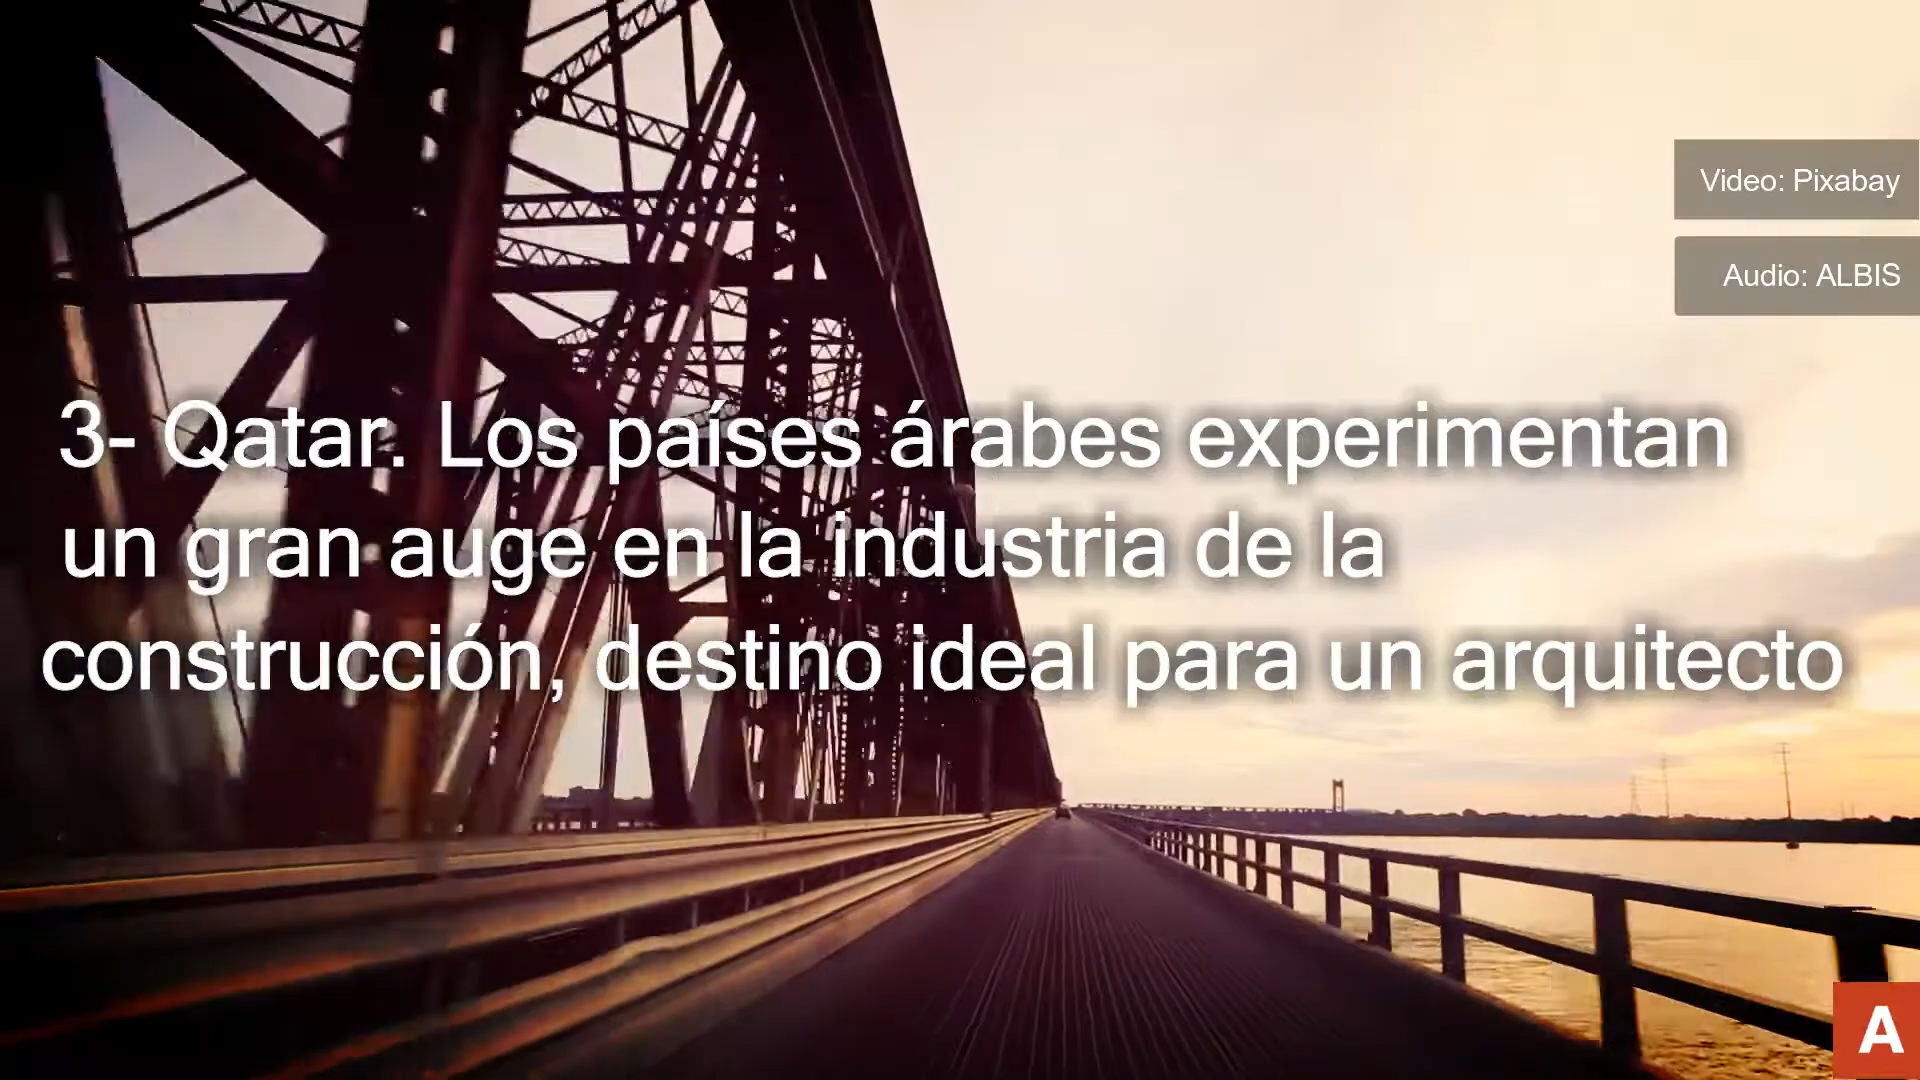 Video: Pixabay
Audio: ALBIS
3- Qatar. Los países árabes experimentan
un gran auge en la industria de la
construcción, destino ideal para un arquitecto
A